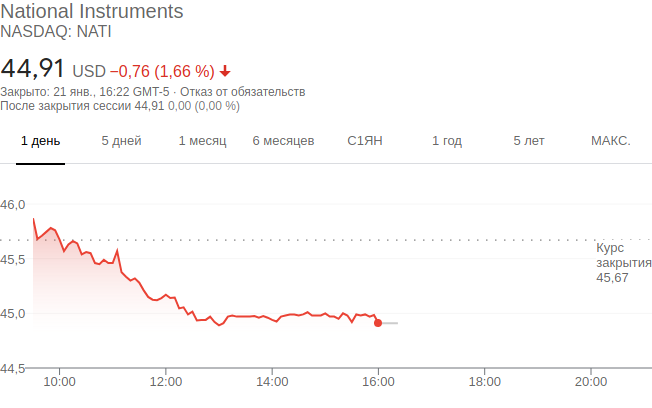 National Instruments
NASDAQ: NATI
44,91 USD −0,76 (1,66 %)
Закрыто: 21 янв., 16:22 GMT-5 · Отказ от обязательств
После закрытия сессии 44,91 0,00 (0,00 %)
1 день 5 дней 1 месяц 6 месяцев С1ЯН 1 год 5 лет МАКС.
46,0
Курс
закрытия
45,67
45,5
45,0
44,5
10:00 12:00 14:00 16:00 18:00 20:00